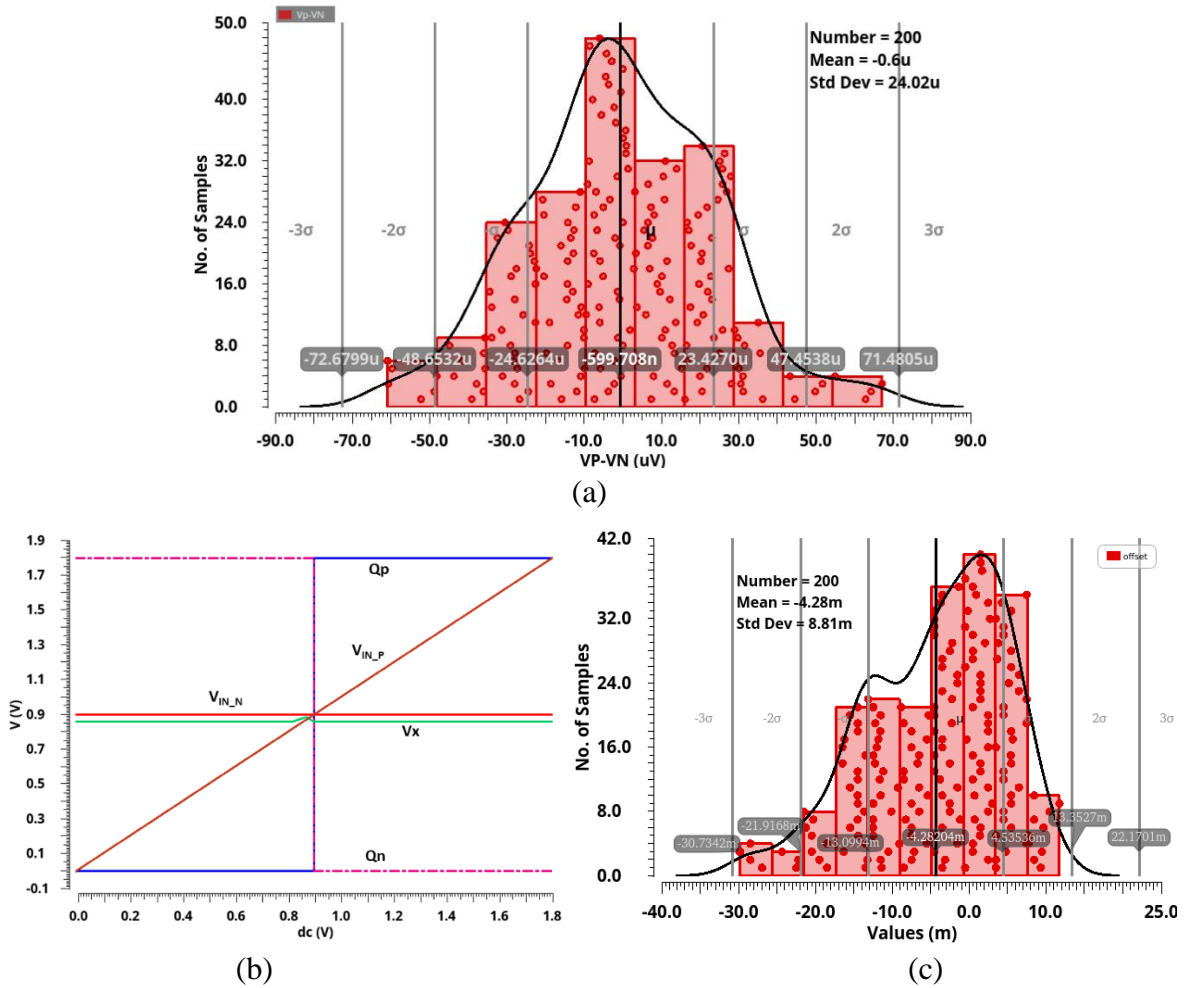 Vp-VN
50.0
40.0
32.0
24.0
16.0
8.0
0.0
No. of Samples
Number = 200
Mean = -0.6u
Std Dev = 24.02u
-3σ -2σ -σ μ σ 2σ 3σ
-72.6799u -48.6532u -24.6264u -599.708n 23.4270u 47.4538u 71.4805u
-90.0 -70.0 -50.0 -30.0 -10.0 10.0 30.0 50.0 70.0 90.0
VP-VN (uV)
(a)
1.9
1.7
1.5
1.3
1.1
0.9
0.7
0.5
0.3
0.1
-0.1
V (V)
Qp
VIN_P
VIN_N
Vx
Qn
0.0 0.2 0.4 0.6 0.8 1.0 1.2 1.4 1.6 1.8
dc (V)
(b)
42.0
32.0
24.0
16.0
8.0
0.0
No. of Samples
offset
Number = 200
Mean = -4.28m
Std Dev = 8.81m
-3σ -2σ -σ μ 2σ 3σ
-30.7342m -21.9168m -13.0994m -4.28204m 4.53536m 13.3527m 22.1701m
-40.0 -30.0 -20.0 -10.0 0.0 10.0 25.0
Values (m)
(c)